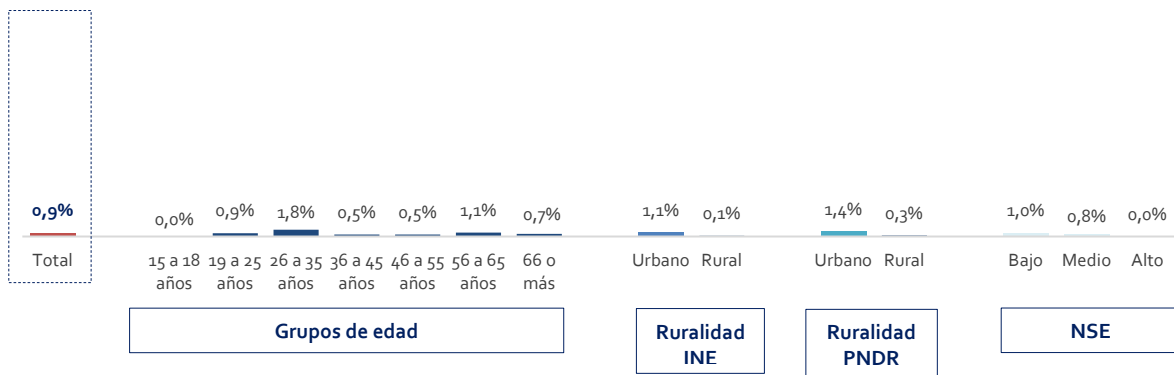 0,9%
0,0%
0,9%
1,8%
0,5%
0,5%
1,1%
0,7%
1,1%
0,1%
1,4%
0,3%
1,0%
0,8%
0,0%
Total
15 a 18 años
19 a 25 años
26 a 35 años
36 a 45 años
46 a 55 años
56 a 65 años
66 o más
Urbano
Rural
Urbano
Rural
Bajo
Medio
Alto
Grupos de edad
Ruralidad
INE
Ruralidad
PNDR
NSE